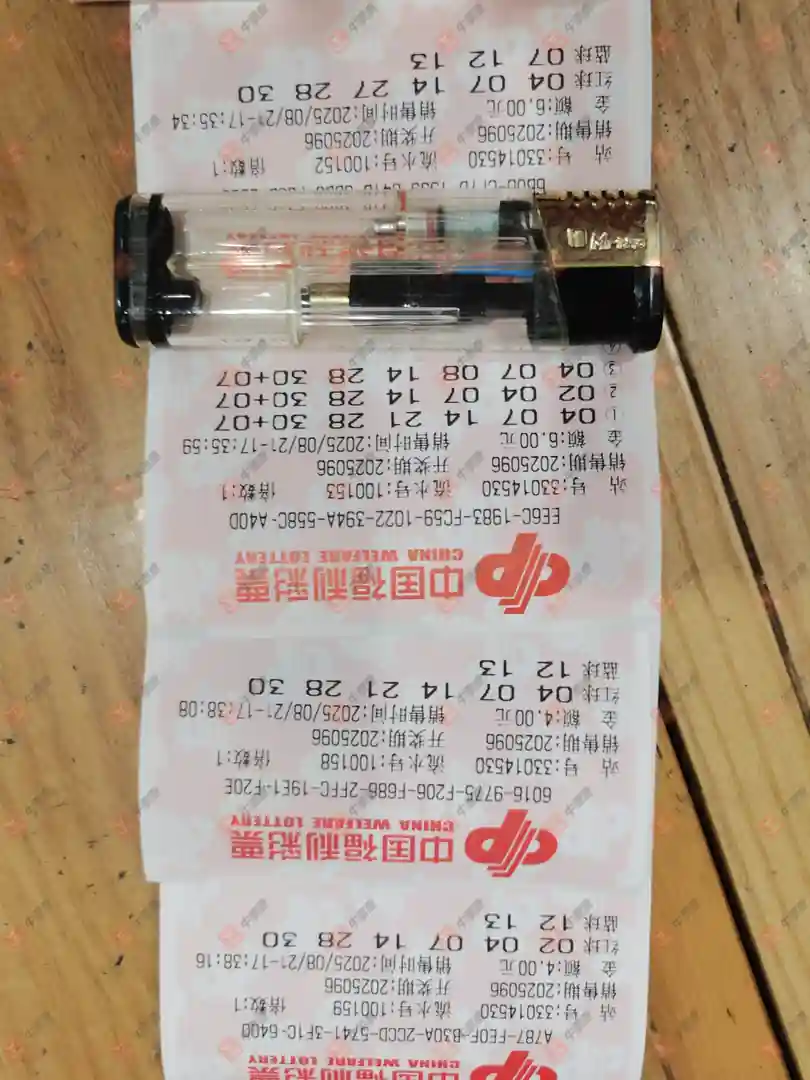 CHINA WELFARE LOTTERY
A787-FE0F-B30A-2CCD-5741-3F1C-640D
站 号:33014530 流水号:100159 倍数:1
销售期:2025096 开奖期:2025096
金 额:4.00元 销售时间:2025/08/21-17:38:16
红球 02 04 07 14 28 30
蓝球 12 13
中国福利彩票
CHINA WELFARE LOTTERY
6016-9775-F206-F686-2FFC-19E1-F20E
站 号:33014530 流水号:100158 倍数:1
销售期:2025096 开奖期:2025096
金 额:4.00元 销售时间:2025/08/21-17:38:08
红球 04 07 14 21 28 30
蓝球 12 13
中国福利彩票
CHINA WELFARE LOTTERY
EE6C-1983-FC59-1022-394A-558C-A40D
站 号:33014530 流水号:100153 倍数:1
销售期:2025096 开奖期:2025096
金 额:6.00元 销售时间:2025/08/21-17:35:59
① 04 07 14 21 28 30+07
② 02 04 07 14 28 30+07
③ 04 07 08 14 28 30+07
站 号:33014530 流水号:100152 倍数:1
销售期:2025096 开奖期:2025096
金 额:6.00元 销售时间:2025/08/21-17:35:34
红球 04 07 14 27 28 30
蓝球 07 12 13